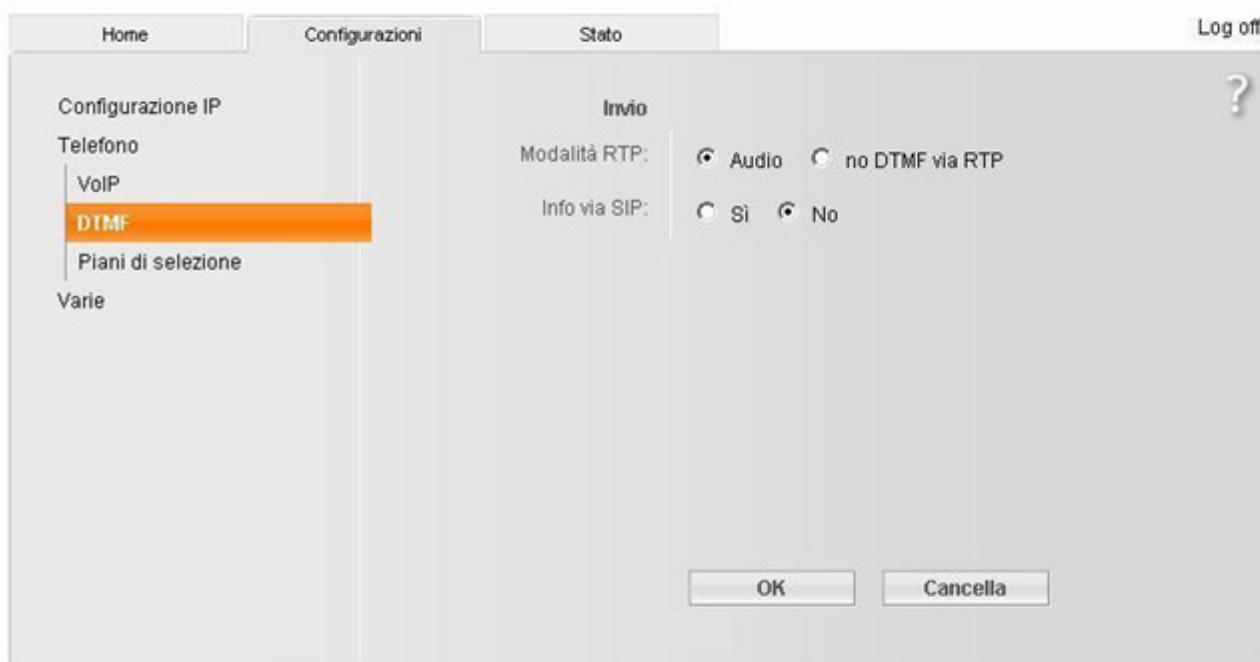 Home Configurazioni Stato Log off
?
Configurazione IP
Telefono
VoIP
DTMF
Piani di selezione
Varie
Invio
Modalità RTP: Audio no DTMF via RTP
Info via SIP: Sì No
OK Cancella